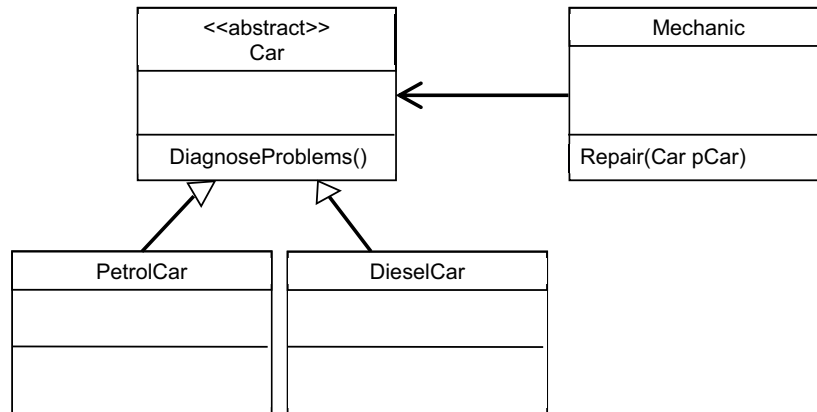 <<abstract>>
Car
DiagnoseProblems()
Mechanic
Repair(Car pCar)
PetrolCar
DieselCar